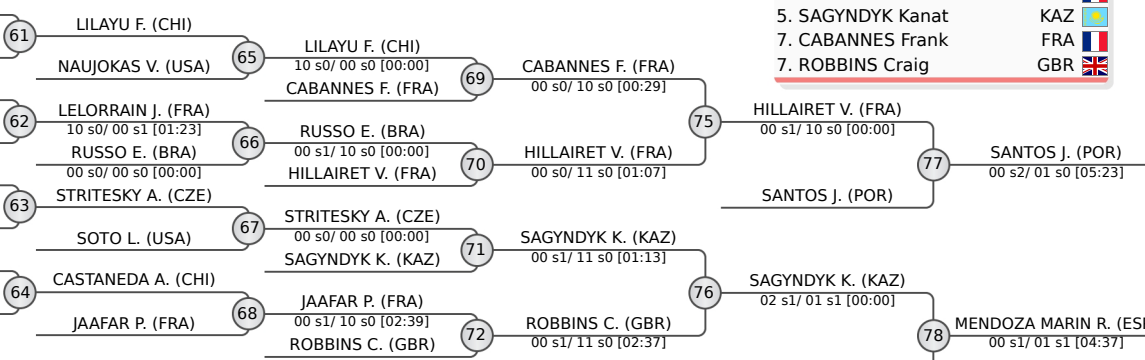 5. SAGYNDYK Kanat KAZ
7. CABANNES Frank FRA
7. ROBBINS Craig GBR
61
LILAYU F. (CHI)
NAUJOKAS V. (USA)
62
LELORRAIN J. (FRA)
10 s0/ 00 s1 [01:23]
RUSSO E. (BRA)
00 s0/ 00 s0 [00:00]
63
STRITESKY A. (CZE)
SOTO L. (USA)
64
CASTANEDA A. (CHI)
JAAFAR P. (FRA)
65
LILAYU F. (CHI)
10 s0/ 00 s0 [00:00]
CABANNES F. (FRA)
66
RUSSO E. (BRA)
00 s1/ 10 s0 [00:00]
HILLAIRET V. (FRA)
67
STRITESKY A. (CZE)
00 s0/ 00 s0 [00:00]
SAGYNDYK K. (KAZ)
68
JAAFAR P. (FRA)
00 s1/ 10 s0 [02:39]
ROBBINS C. (GBR)
69
CABANNES F. (FRA)
00 s0/ 10 s0 [00:29]
70
HILLAIRET V. (FRA)
00 s0/ 11 s0 [01:07]
71
SAGYNDYK K. (KAZ)
00 s1/ 11 s0 [01:13]
72
ROBBINS C. (GBR)
00 s1/ 11 s0 [02:37]
75
HILLAIRET V. (FRA)
00 s1/ 10 s0 [00:00]
SANTOS J. (POR)
76
SAGYNDYK K. (KAZ)
02 s1/ 01 s1 [00:00]
77
SANTOS J. (POR)
00 s2/ 01 s0 [05:23]
78
MENDOZA MARIN R. (ES
00 s1/ 01 s1 [04:37]